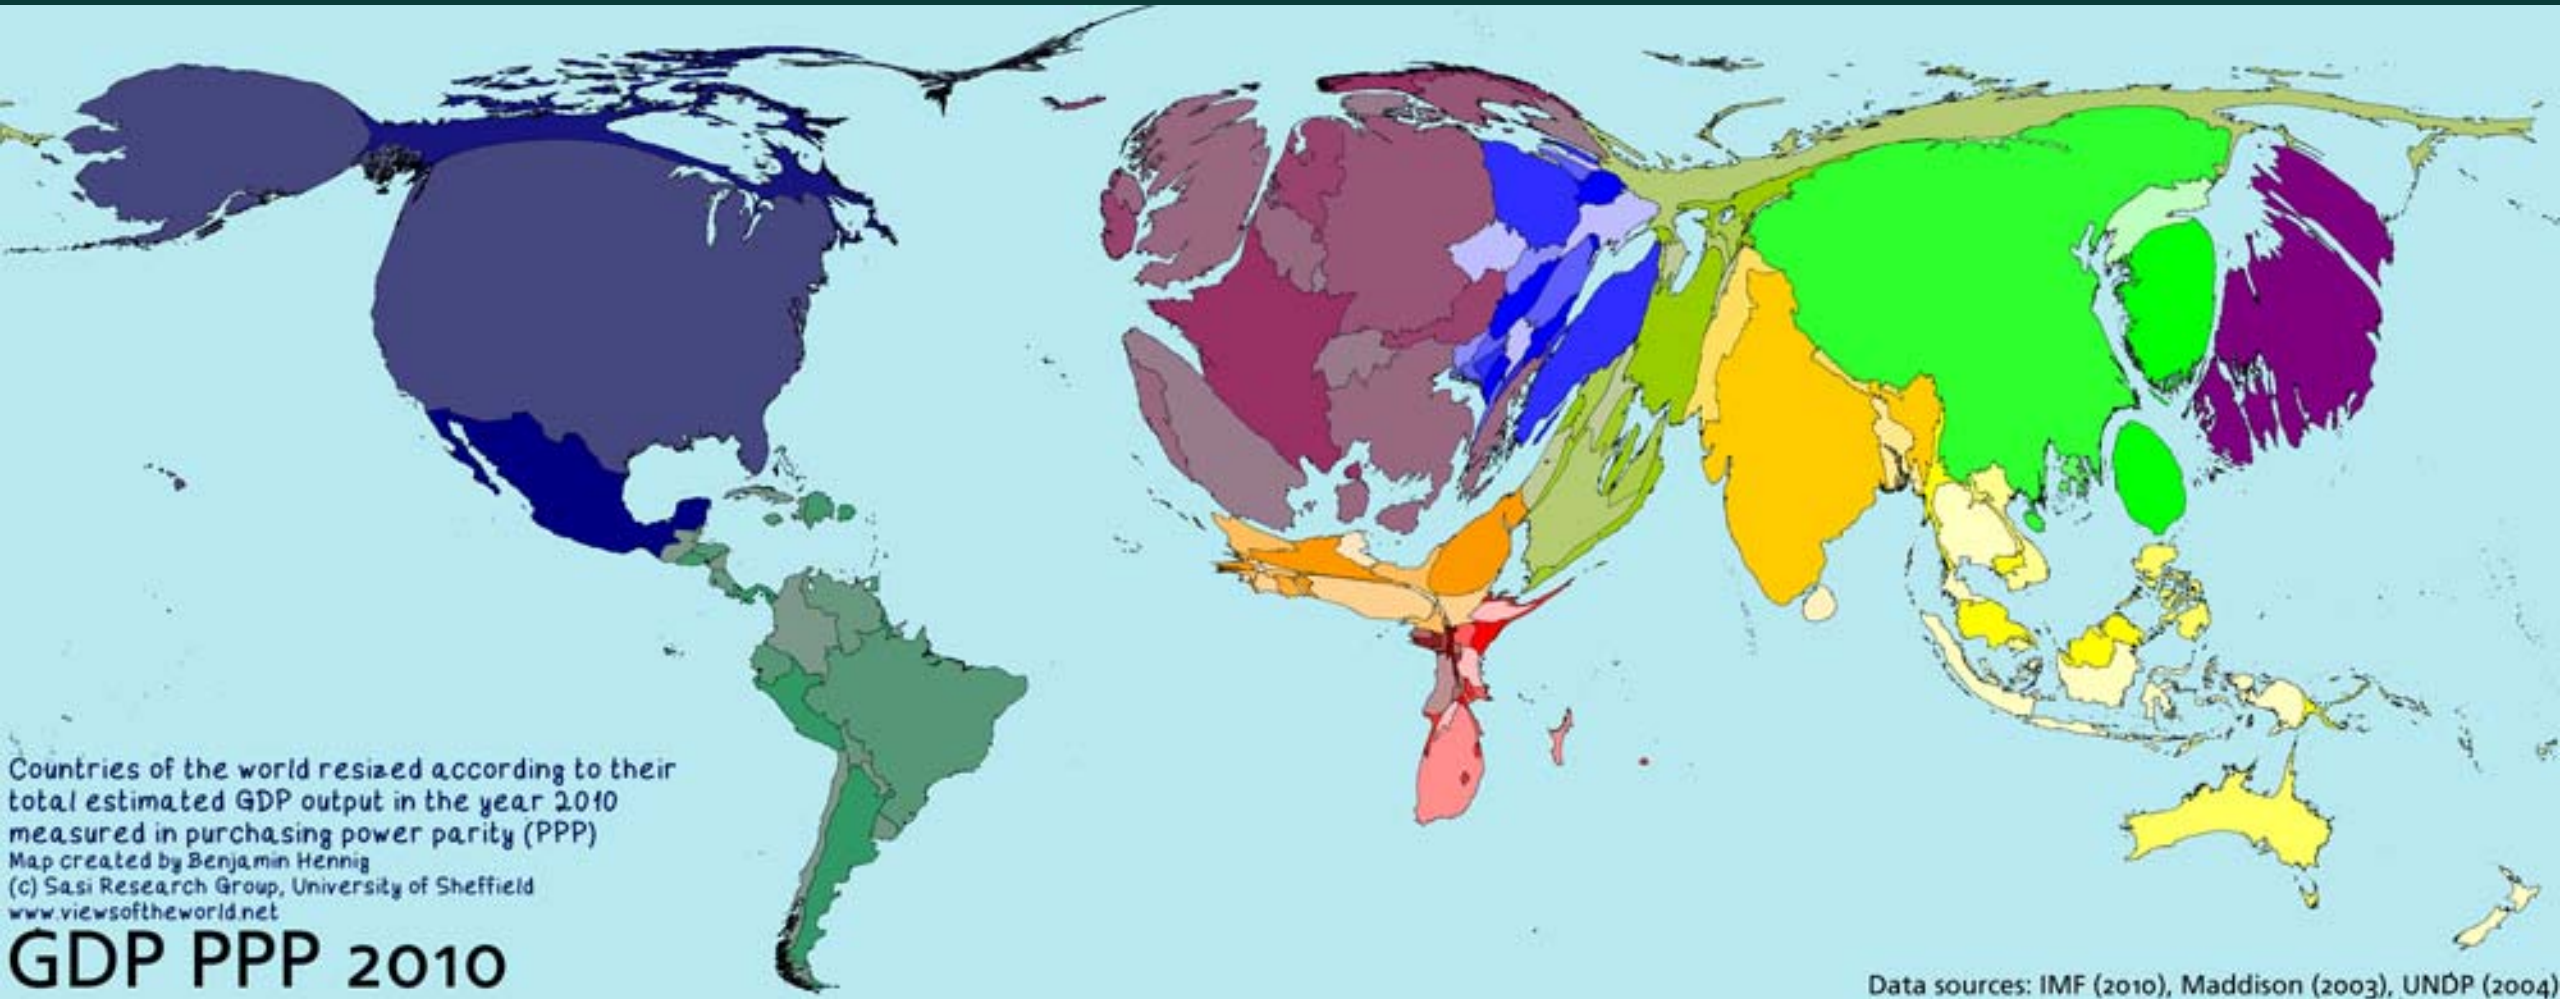 Countries of the world resized according to their
total estimated GDP output in the year 2010
measured in purchasing power parity (PPP)
Map created by Benjamin Hennig
(c) Sasi Research Group, University of Sheffield
www.viewsoftheworld.net
GDP PPP 2010
Data sources: IMF (2010), Maddison (2003), UNDP (2004)